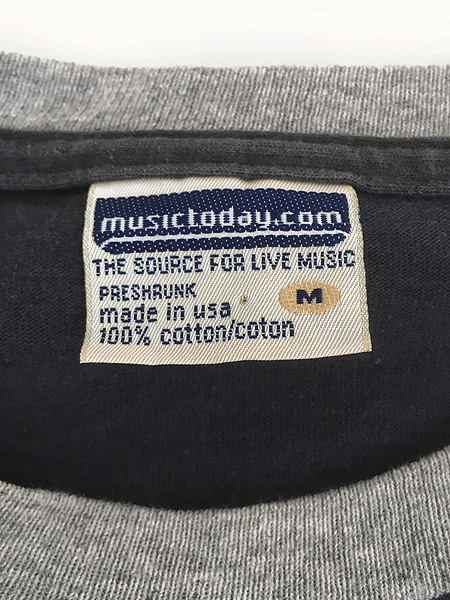 musictoday.com
THE SOURCE FOR LIVE MUSIC
PRESHRUNK
made in usa
M
100% cotton/coton